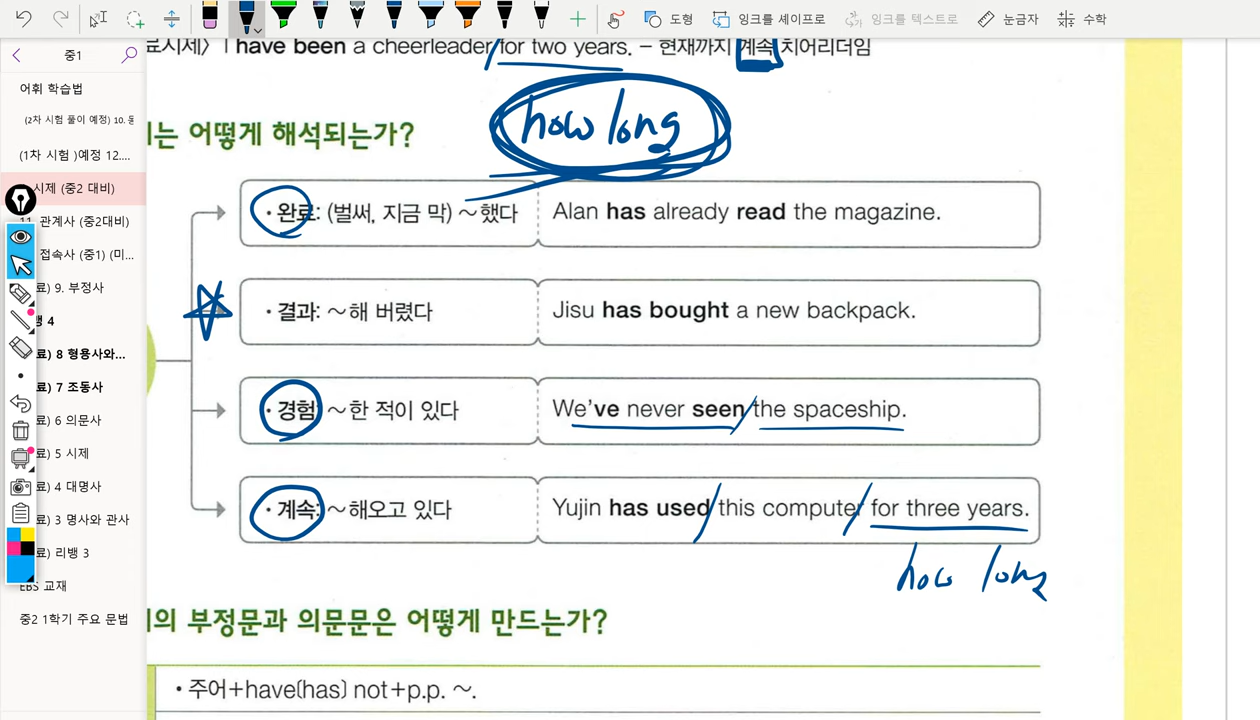 도형
잉크를 셰이프로
잉크를 텍스트로
눈금자
수학
중1
어휘 학습법
(2차 시험 풀이 예정) 10.
(1차 시험 )예정 12....
시제 (중2 대비)
관계사 (중2대비)
접속사 (중1) (미...
료) 9. 부정사
4
료) 8 형용사와...
료) 7 조동사
료) 6 의문사
료) 5 시제
료) 4 대명사
료) 3 명사와 관사
료) 리뱅 3
EBS 교재
중2 1학기 주요 문법
료시제〉 I have been a cheerleader for two years. – 현재까지 계속 치어리더임
how long
는 어떻게 해석되는가?
• 완료: (벌써, 지금 막) ~했다 Alan has already read the magazine.
• 결과: ~해 버렸다 Jisu has bought a new backpack.
• 경험: ~한 적이 있다 We've never seen the spaceship.
• 계속: ~해오고 있다 Yujin has used this computer for three years.
how long
의 부정문과 의문문은 어떻게 만드는가?
• 주어+have(has) not+p.p. ~.